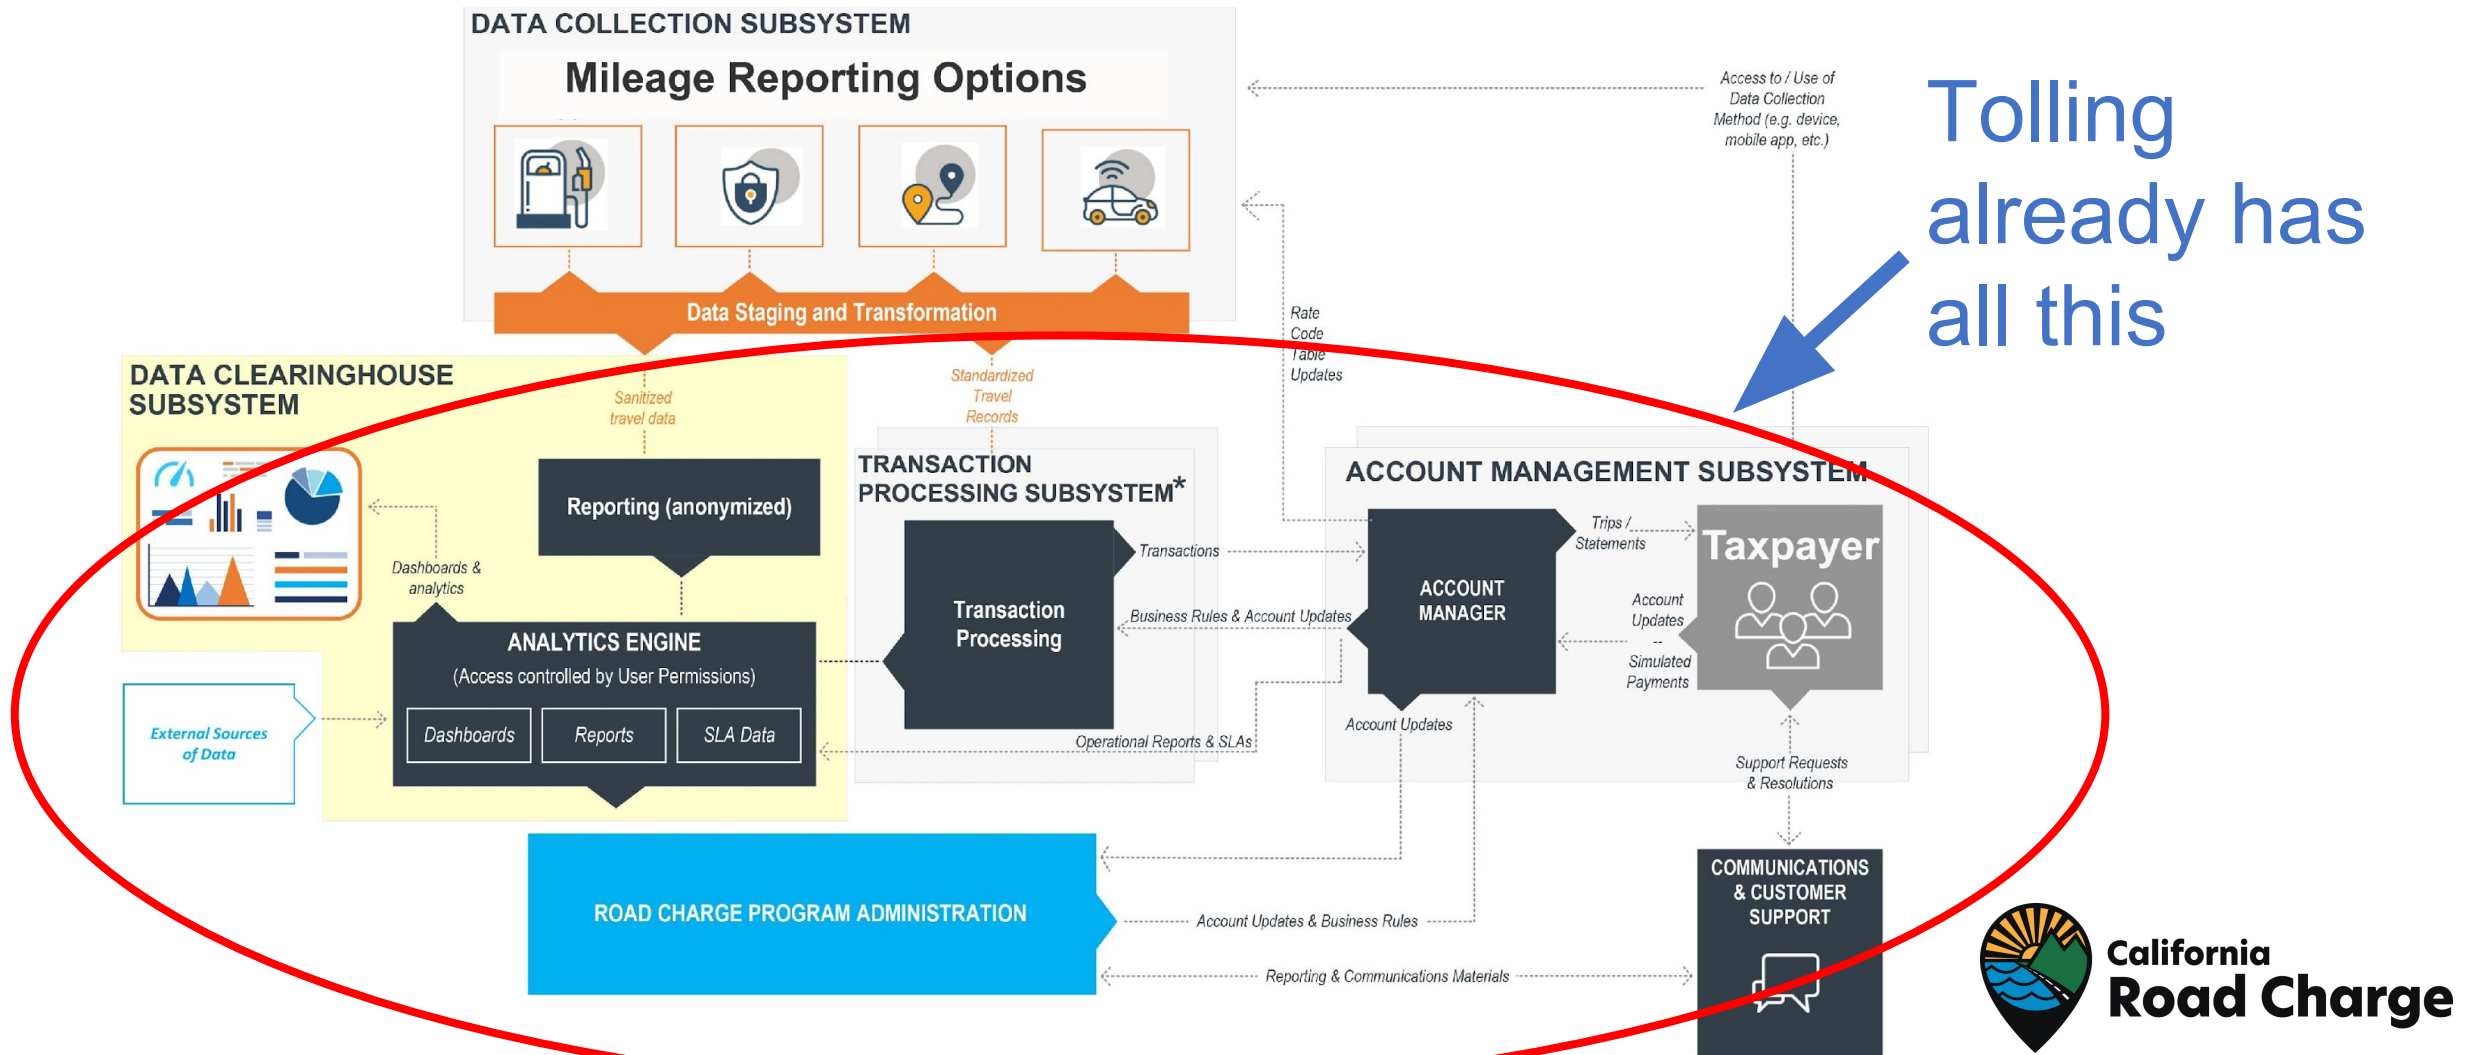 DATA COLLECTION SUBSYSTEM
Mileage Reporting Options
Data Staging and Transformation
Access to / Use of
Data Collection
Method (e.g. device,
mobile app, etc.)
Tolling
already has
all this
Rate
Code
Table
Updates
DATA CLEARINGHOUSE
SUBSYSTEM
Sanitized
travel data
Standardized
Travel
Records
Reporting (anonymized)
Dashboards &
analytics
ANALYTICS ENGINE
(Access controlled by User Permissions)
Dashboards
Reports
SLA Data
External Sources
of Data
TRANSACTION
PROCESSING SUBSYSTEM*
Transaction
Processing
Transactions
Business Rules & Account Updates
Operational Reports & SLAs
ACCOUNT MANAGEMENT SUBSYSTEM
ACCOUNT
MANAGER
Trips /
Statements
Taxpayer
Account
Updates
--
Simulated
Payments
Account Updates
Support Requests
& Resolutions
ROAD CHARGE PROGRAM ADMINISTRATION
Account Updates & Business Rules
Reporting & Communications Materials
COMMUNICATIONS
& CUSTOMER
SUPPORT
California
Road Charge